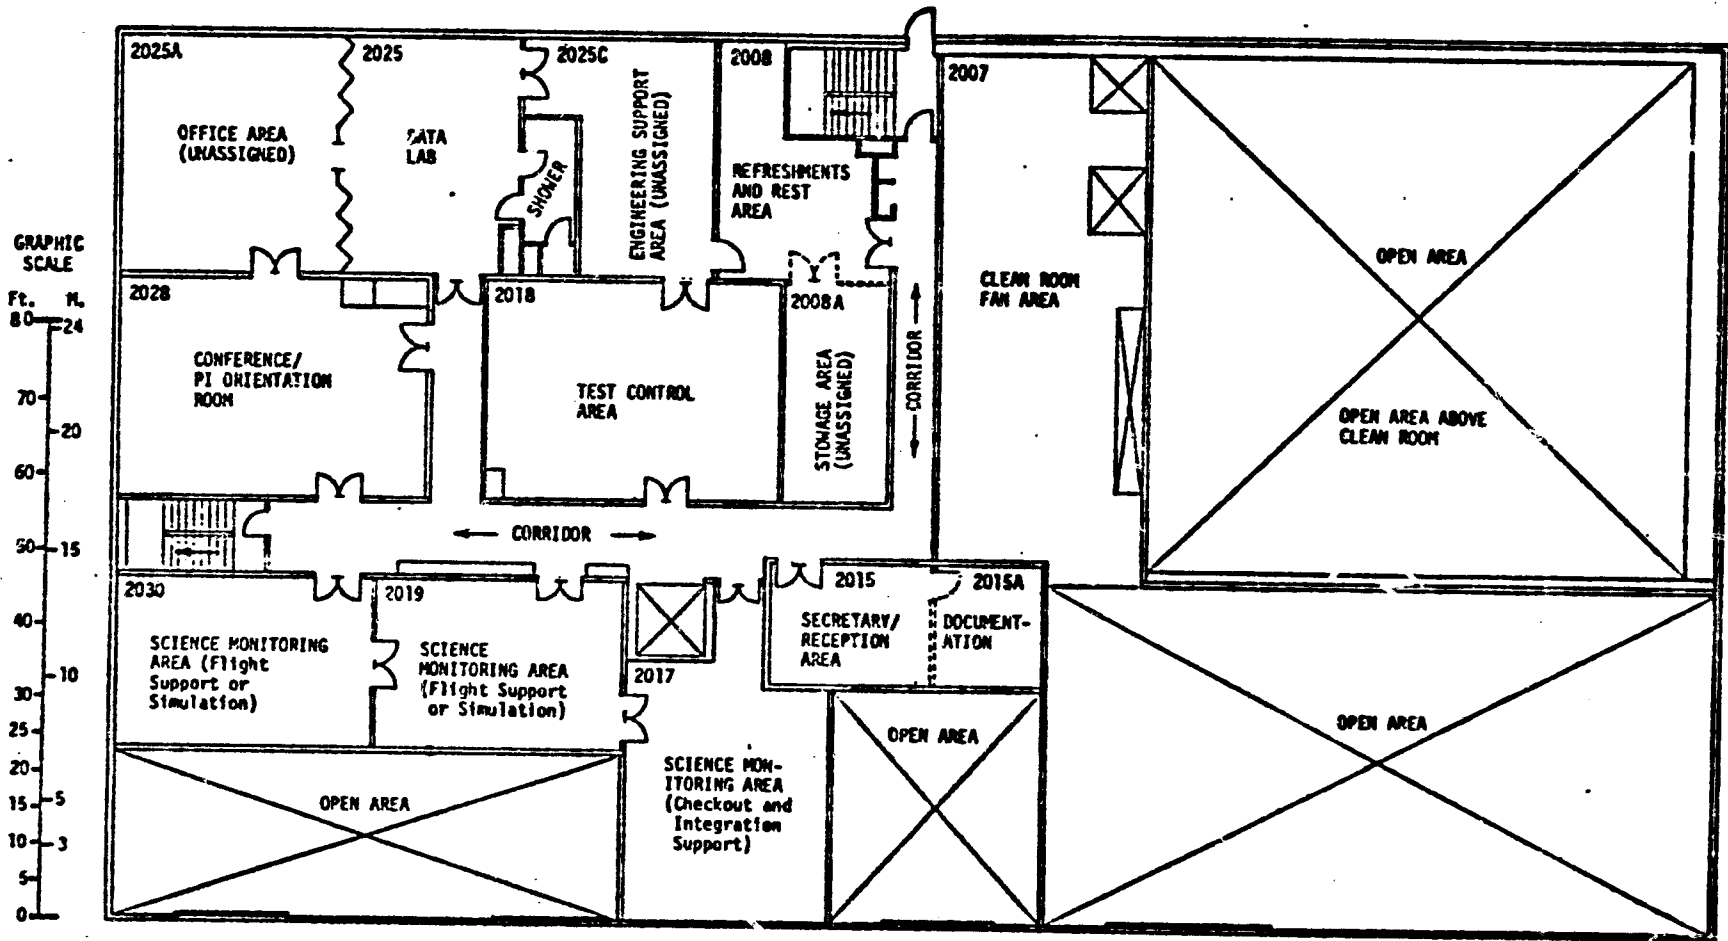 2025A
OFFICE AREA
(UNASSIGNED)
2025
DATA
LAB
2025C
ENGINEERING SUPPORT
AREA (UNASSIGNED)
SHOWER
2008
REFRESHMENTS
AND REST
AREA
2007
CLEAN ROOM
FAN AREA
OPEN AREA
OPEN AREA ABOVE
CLEAN ROOM
GRAPHIC
SCALE
Ft. M.
80 24
70
20
60
50 15
40
10
30
25
20
5
15
10 3
5
0
2028
CONFERENCE/
PI ORIENTATION
ROOM
2018
TEST CONTROL
AREA
2008A
STOWAGE AREA
(UNASSIGNED)
CORRIDOR
CORRIDOR
2030
SCIENCE MONITORING
AREA (Flight
Support or
Simulation)
2019
SCIENCE
MONITORING AREA
(Flight Support
or Simulation)
2017
SCIENCE MON-
ITORING AREA
(Checkout and
Integration
Support)
2015
SECRETARY/
RECEPTION
AREA
2015A
DOCUMENT-
ATION
OPEN AREA
OPEN AREA
OPEN AREA